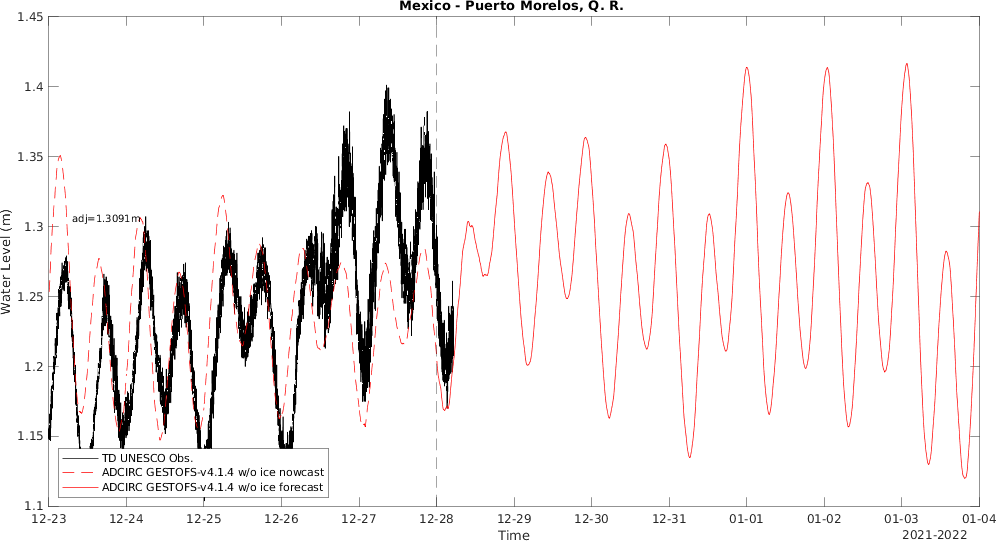 Mexico - Puerto Morelos, Q. R.
1.45
1.4
1.35
1.3
1.25
1.2
1.15
1.1
Water Level (m)
adj=1.3091m
TD UNESCO Obs.
ADCIRC GESTOFS-v4.1.4 w/o ice nowcast
ADCIRC GESTOFS-v4.1.4 w/o ice forecast
12-23 12-24 12-25 12-26 12-27 12-28 12-29 12-30 12-31 01-01 01-02 01-03 01-04
Time
2021-2022